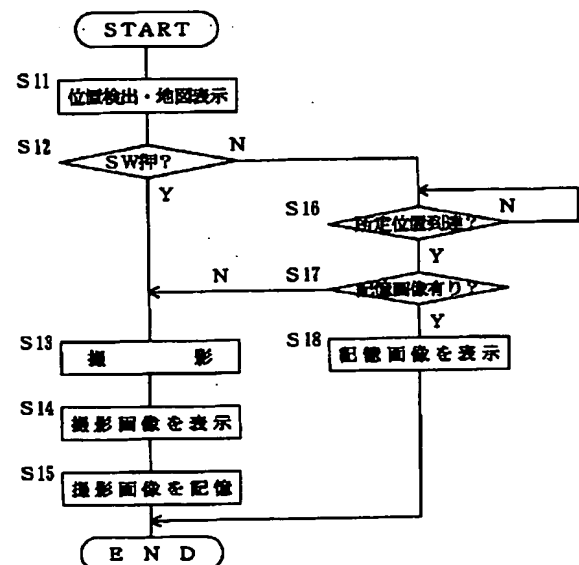 START
S11
位置検出・地図表示
S12
SW押?
N
Y
S16
所定位置到達?
N
Y
S17
記憶画像有り?
N
Y
S13
撮 影
S18
記憶画像を表示
S14
撮影画像を表示
S15
撮影画像を記憶
E N D